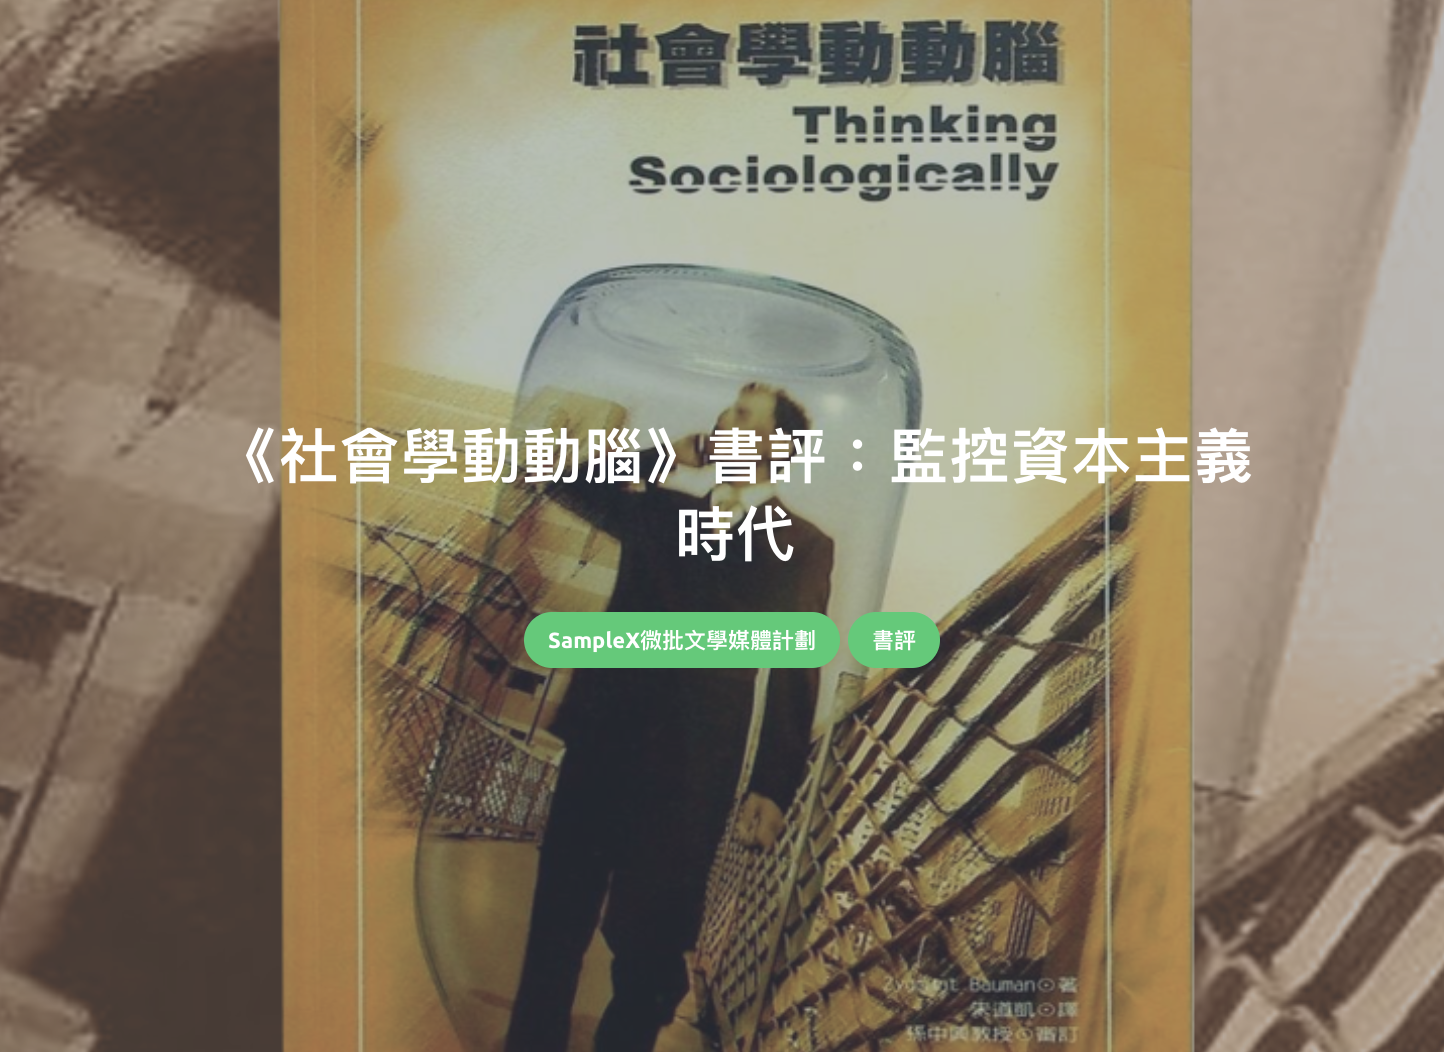 社會學動動腦
Thinking
Sociologically
《社會學動動腦》書評：監控資本主義
時代
SampleX微批文學媒體計劃
書評
Zygmunt Bauman⊙著
朱道凱⊙譯
孫中興教授⊙審訂